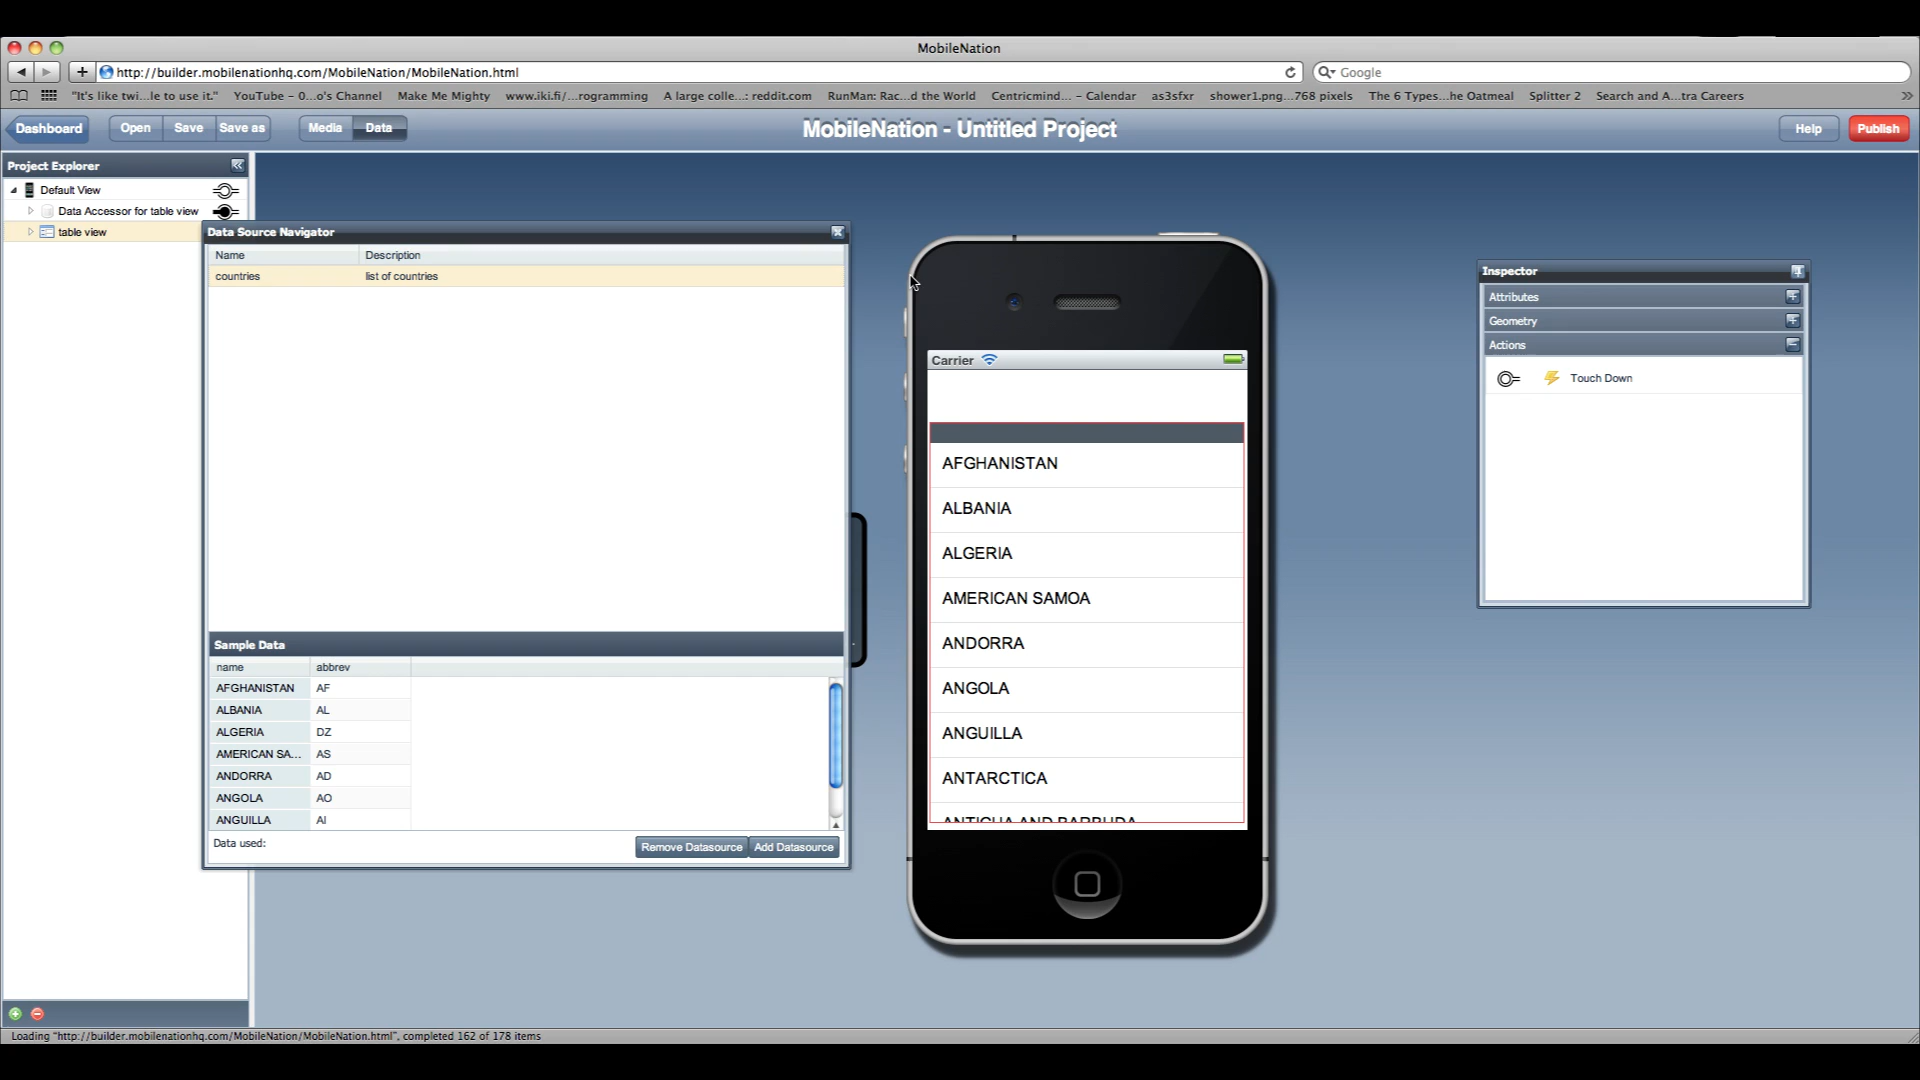 MobileNation
http://builder.mobilenationhq.com/MobileNation/MobileNation.html
Google
"It's like twi...le to use it."
YouTube - 0...o's Channel
Make Me Mighty
www.iki.fi/...rogramming
A large colle...: reddit.com
RunMan: Rac...d the World
Centricmind... - Calendar
as3sfxr
shower1.png...768 pixels
The 6 Types...he Oatmeal
Splitter 2
Search and A...tra Careers
Dashboard
Open
Save
Save as
Media
Data
MobileNation - Untitled Project
Help
Publish
Project Explorer
Default View
Data Accessor for table view
table view
Data Source Navigator
Name Description
countries list of countries
Sample Data
name abbrev
AFGHANISTAN AF
ALBANIA AL
ALGERIA DZ
AMERICAN SA... AS
ANDORRA AD
ANGOLA AO
ANGUILLA AI
Data used:
Remove Datasource
Add Datasource
Carrier
AFGHANISTAN
ALBANIA
ALGERIA
AMERICAN SAMOA
ANDORRA
ANGOLA
ANGUILLA
ANTARCTICA
ANTIGUA AND BARBUDA
Inspector
Attributes
Geometry
Actions
Touch Down
Loading "http://builder.mobilenationhq.com/MobileNation/MobileNation.html", completed 162 of 178 items